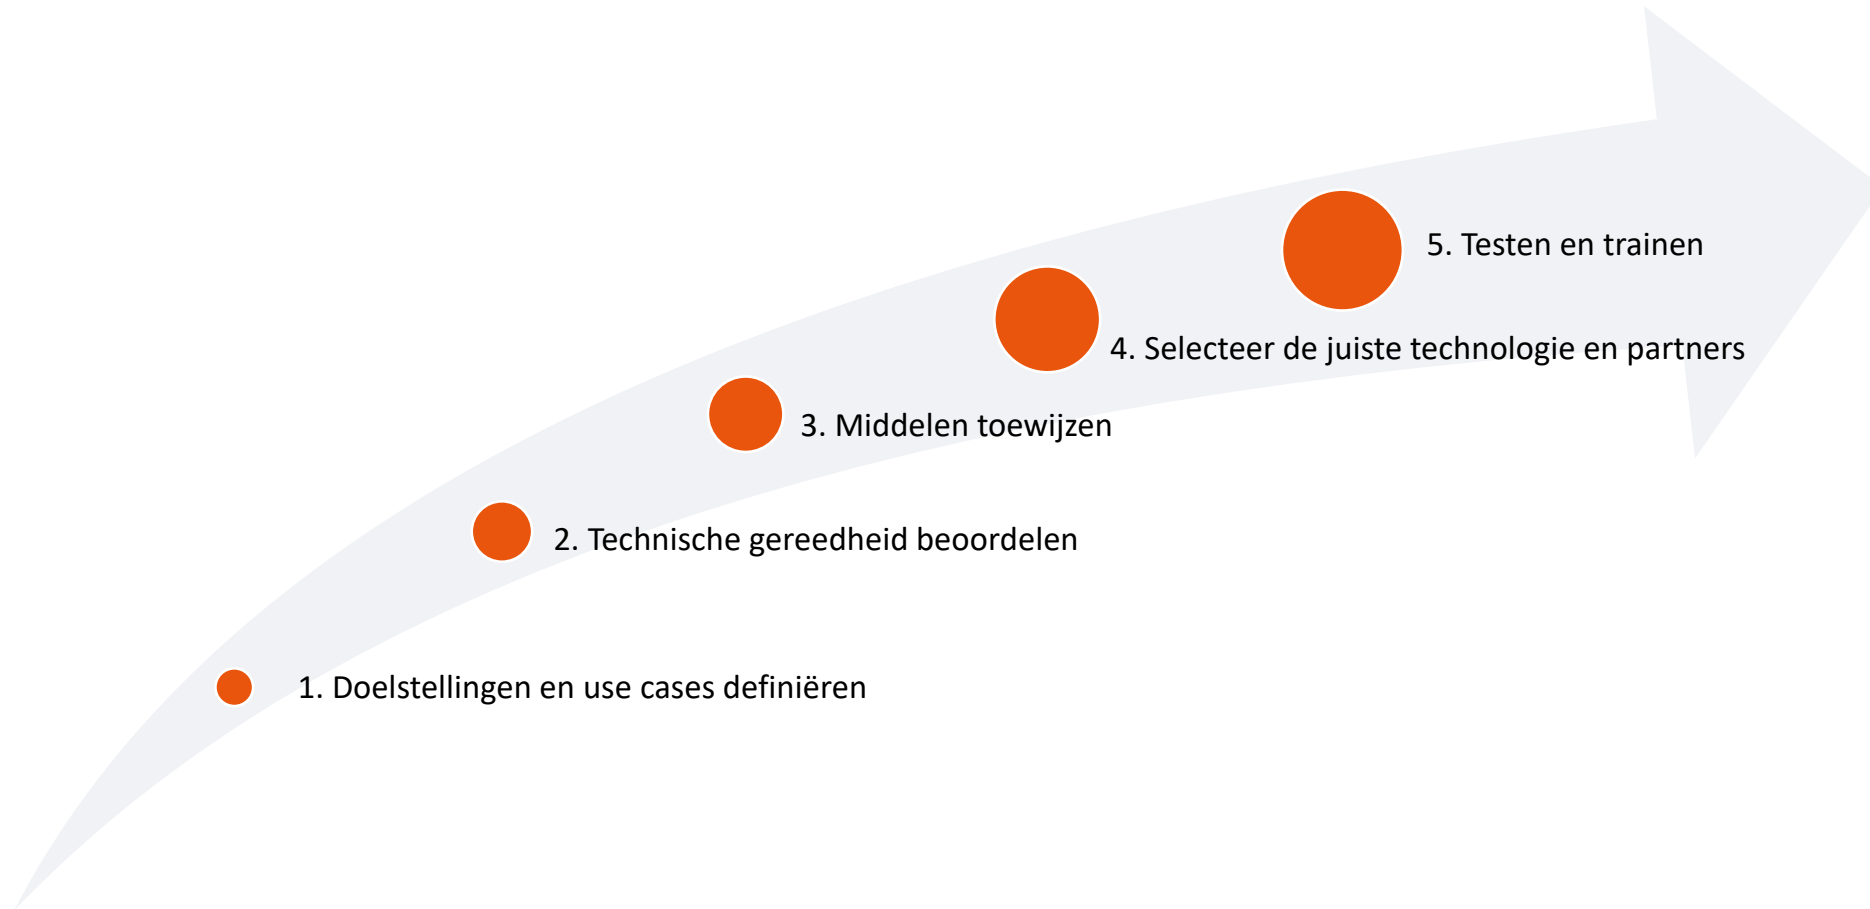 5. Testen en trainen
4. Selecteer de juiste technologie en partners
3. Middelen toewijzen
2. Technische gereedheid beoordelen
1. Doelstellingen en use cases definiëren